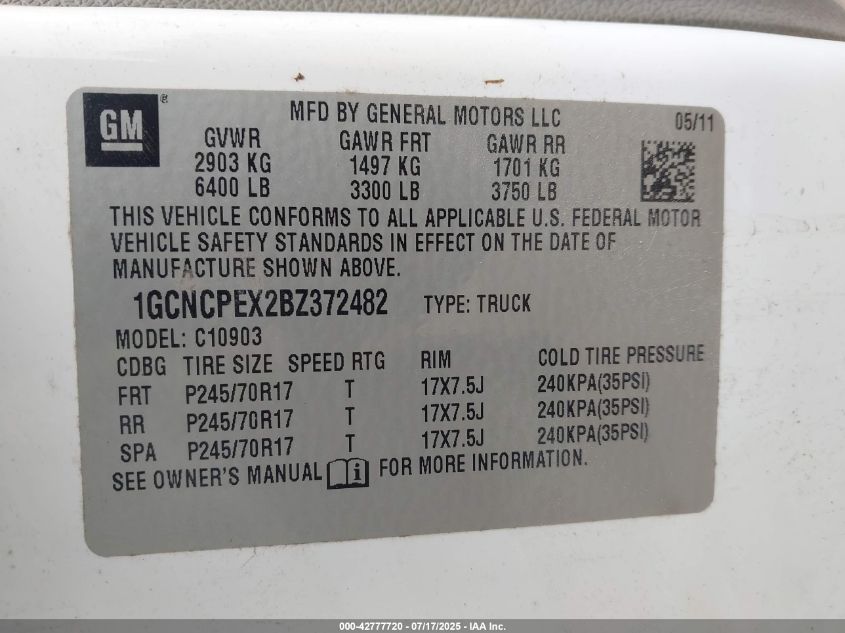 GM®
MFD BY GENERAL MOTORS LLC 05/11
GVWR GAWR FRT GAWR RR
2903 KG 1497 KG 1701 KG
6400 LB 3300 LB 3750 LB
THIS VEHICLE CONFORMS TO ALL APPLICABLE U.S. FEDERAL MOTOR
VEHICLE SAFETY STANDARDS IN EFFECT ON THE DATE OF
MANUFACTURE SHOWN ABOVE.
1GCNCPEX2BZ372482 TYPE: TRUCK
MODEL: C10903
CDBG TIRE SIZE SPEED RTG RIM COLD TIRE PRESSURE
FRT P245/70R17 T 17X7.5J 240KPA(35PSI)
RR P245/70R17 T 17X7.5J 240KPA(35PSI)
SPA P245/70R17 T 17X7.5J 240KPA(35PSI)
SEE OWNER'S MANUAL i FOR MORE INFORMATION.
000-42777720 - 07/17/2025 - IAA Inc.